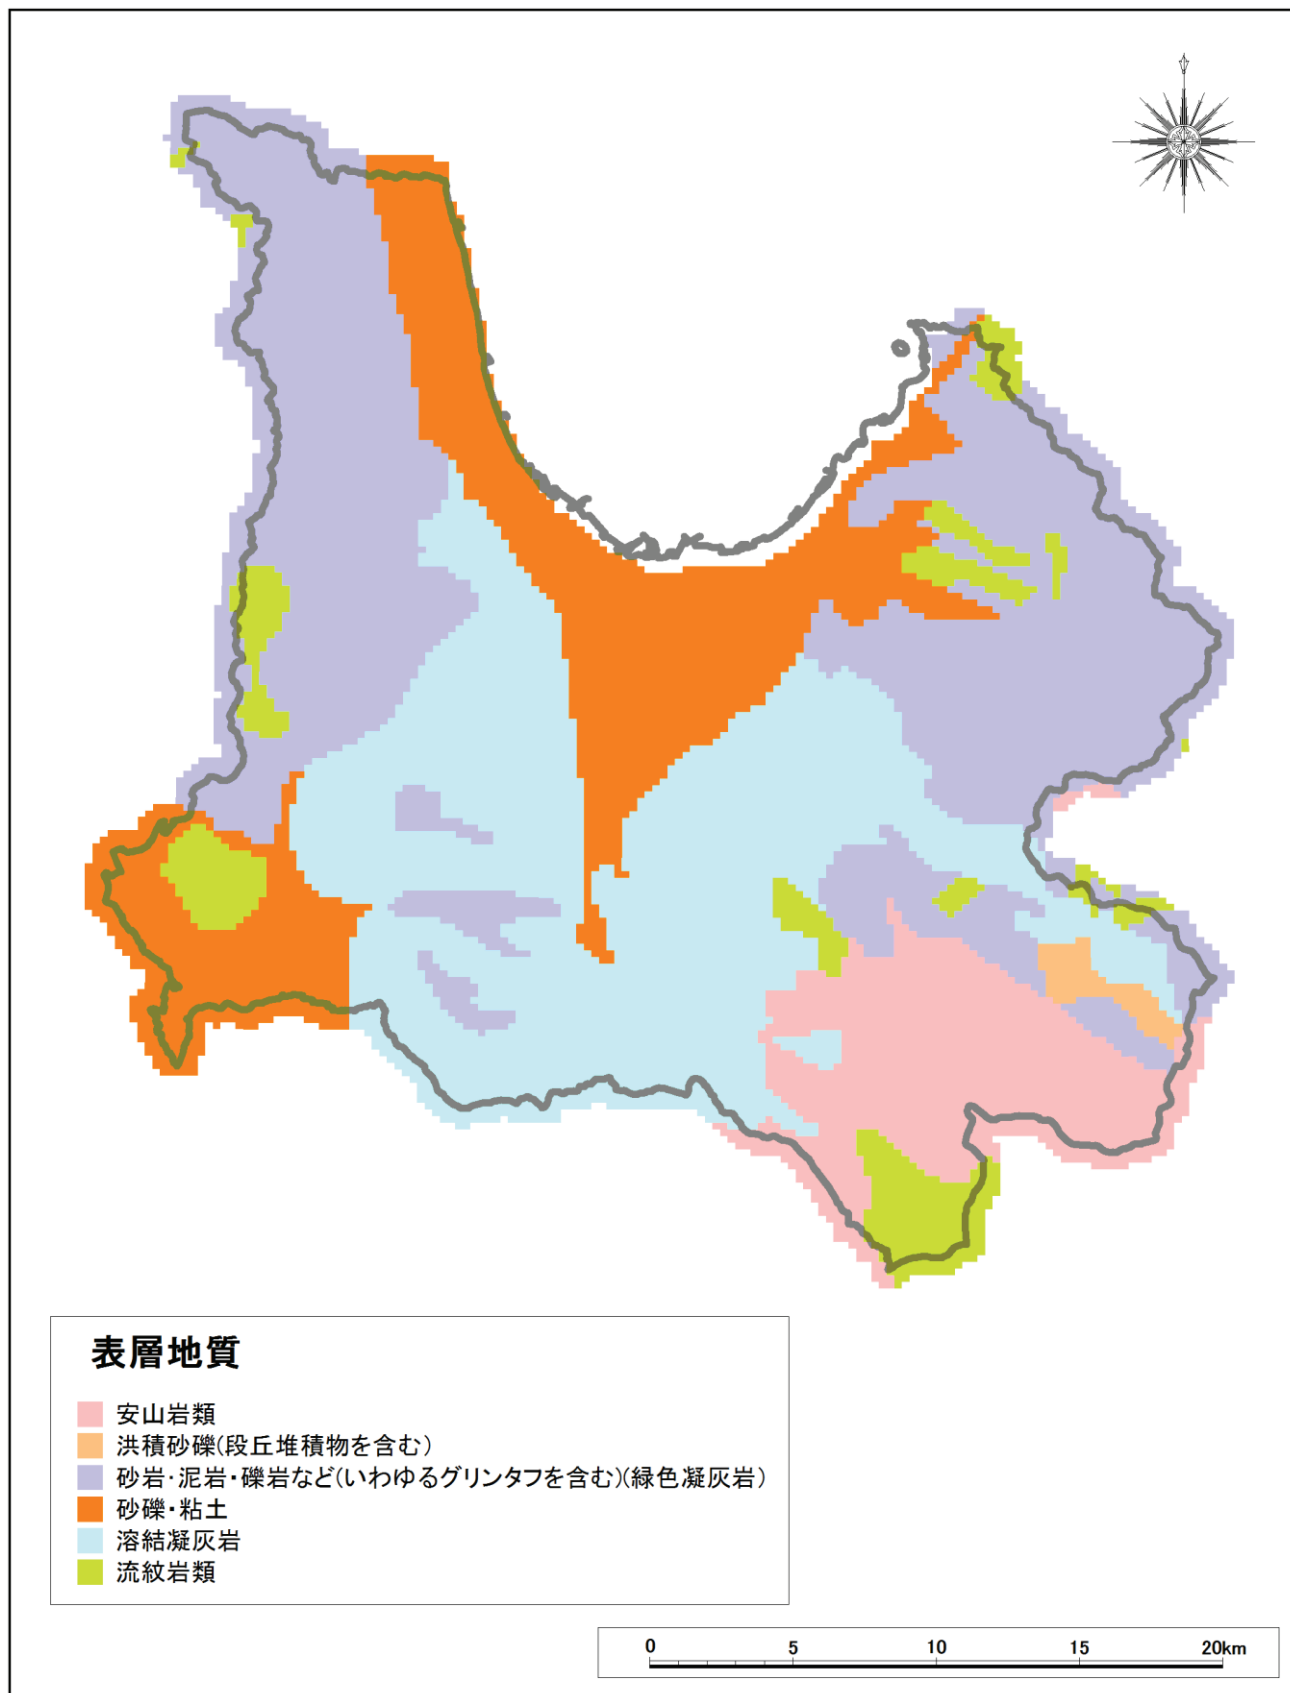 表層地質
安山岩類
洪積砂礫(段丘堆積物を含む)
砂岩・泥岩・礫岩など(いわゆるグリンタフを含む)(緑色凝灰岩)
砂礫・粘土
溶結凝灰岩
流紋岩類
0 5 10 15 20km